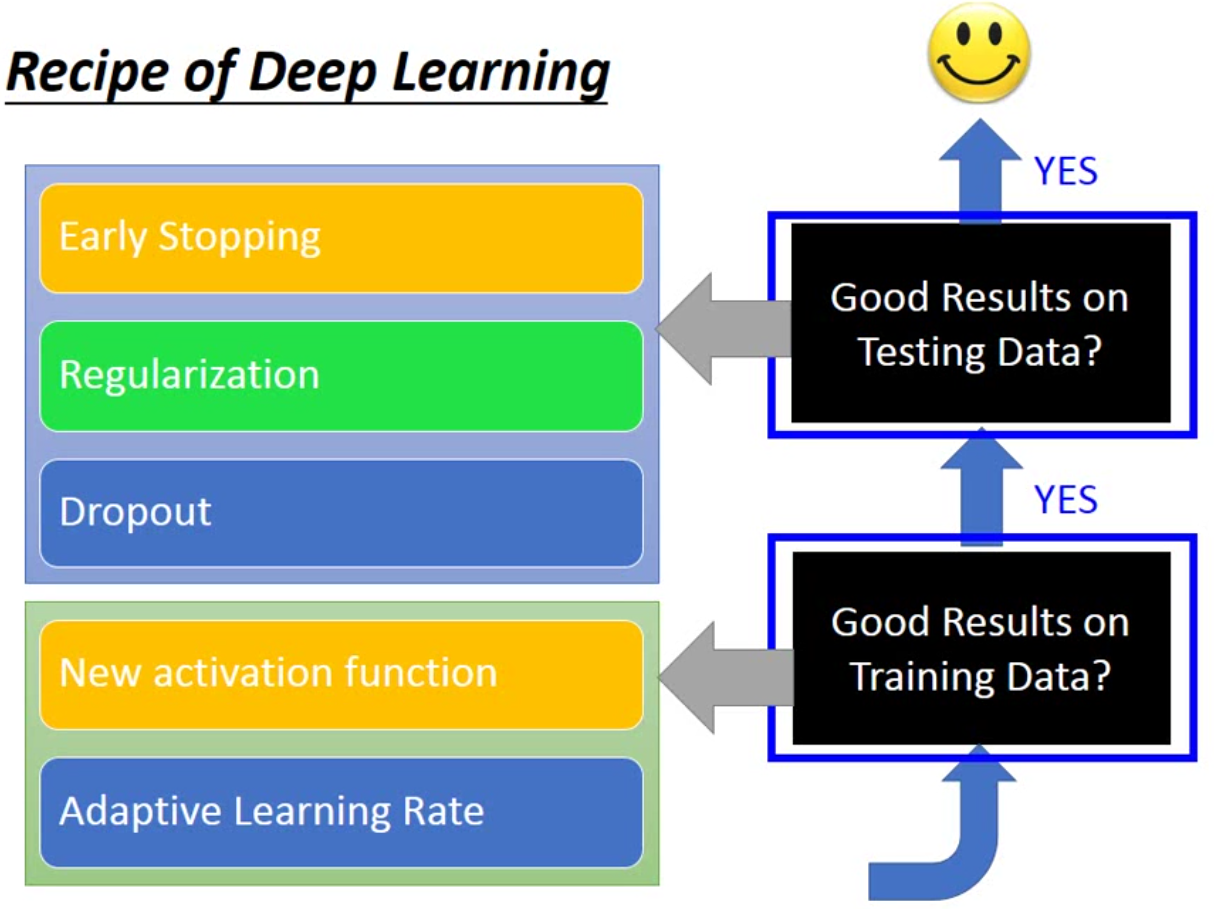 Recipe of Deep Learning
YES
Early Stopping
Regularization
Dropout
Good Results on
Testing Data?
YES
New activation function
Adaptive Learning Rate
Good Results on
Training Data?